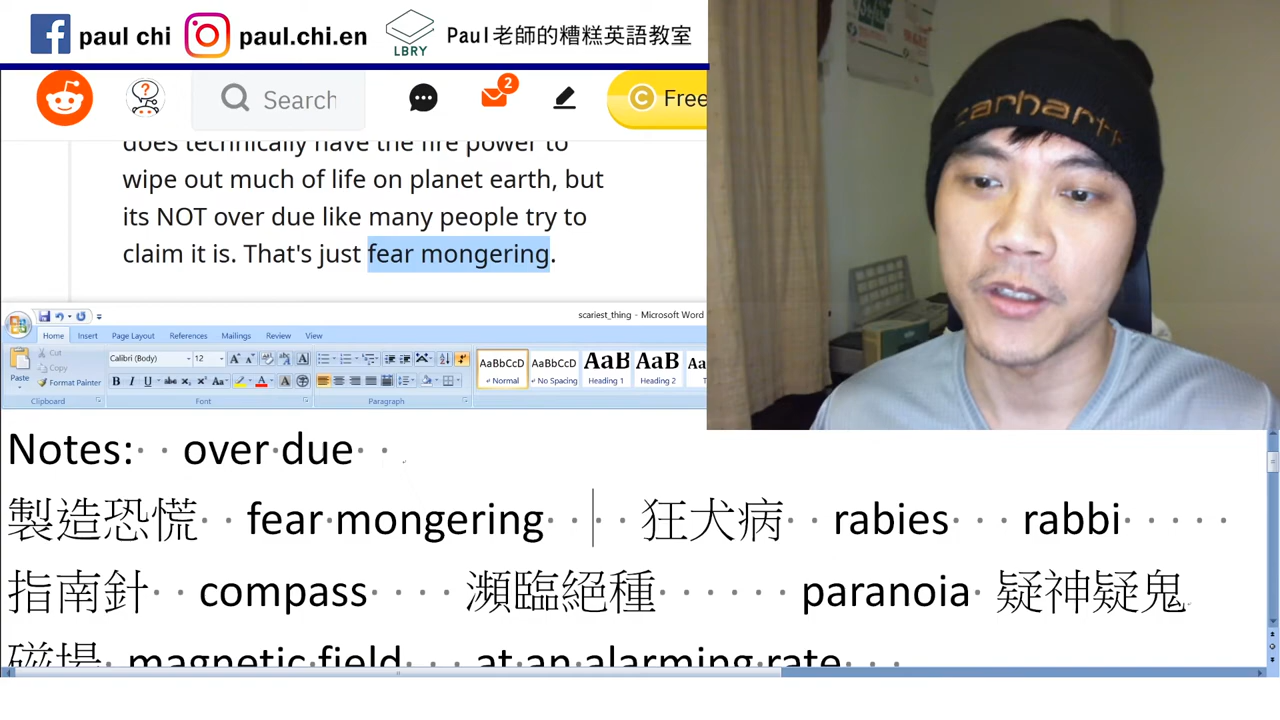 paul chi paul.chi.en LBRY Paul老師的糟糕英語教室
Search 2 Free
does technically have the fire power to
wipe out much of life on planet earth, but
its NOT over due like many people try to
claim it is. That's just fear mongering.
scariest_thing - Microsoft Word
Home Insert Page Layout References Mailings Review View
Paste Cut Copy Format Painter
Calibri (Body) 12
AaBbCcD AaBbCcD AaB AaB Aa
Normal No Spacing Heading 1 Heading 2 T
Clipboard Font Paragraph
carhartt
Notes: over due
製造恐慌 fear mongering 狂犬病 rabies rabbi
指南針 compass 瀕臨絕種 paranoia 疑神疑鬼
磁場 magnetic field at an alarming rate